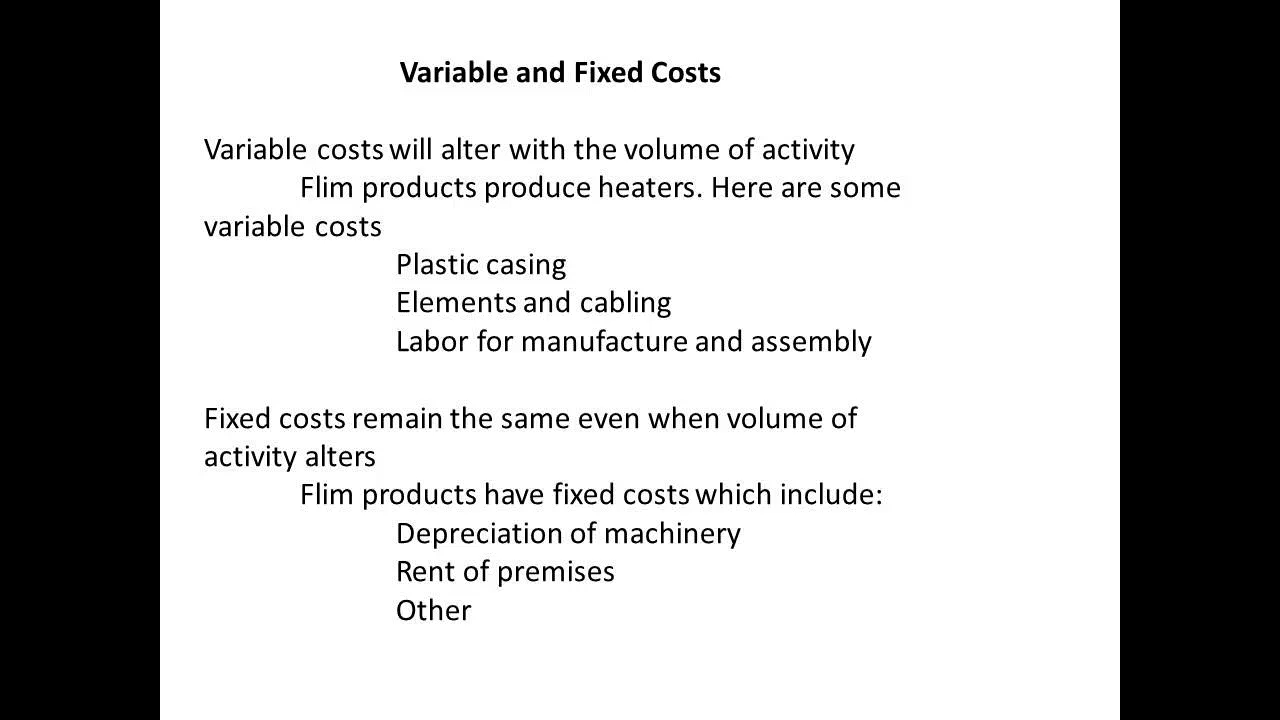 Variable and Fixed Costs
Variable costs will alter with the volume of activity
Flim products produce heaters. Here are some
variable costs
Plastic casing
Elements and cabling
Labor for manufacture and assembly
Fixed costs remain the same even when volume of
activity alters
Flim products have fixed costs which include:
Depreciation of machinery
Rent of premises
Other